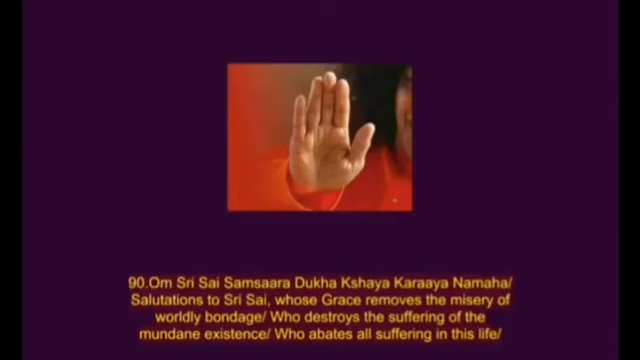 90.Om Sri Sai Samsaara Dukha Kshaya Karaaya Namaha/
Salutations to Sri Sai, whose Grace removes the misery of
worldly bondage/ Who destroys the suffering of the
mundane existence/ Who abates all suffering in this life/